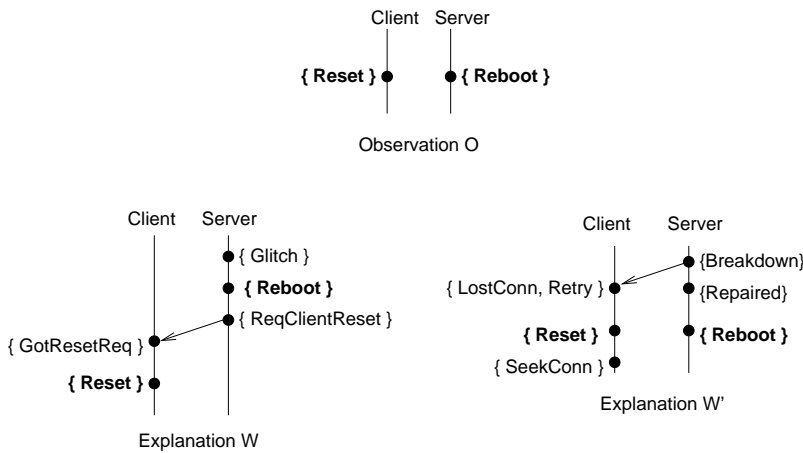 Client Server
{ Reset } { Reboot }
Observation O
Client Server
{ Glitch }
{ Reboot }
{ ReqClientReset }
{ GotResetReq }
{ Reset }
Explanation W
Client Server
{Breakdown}
{ LostConn, Retry } {Repaired}
{ Reset } { Reboot }
{ SeekConn }
Explanation W’